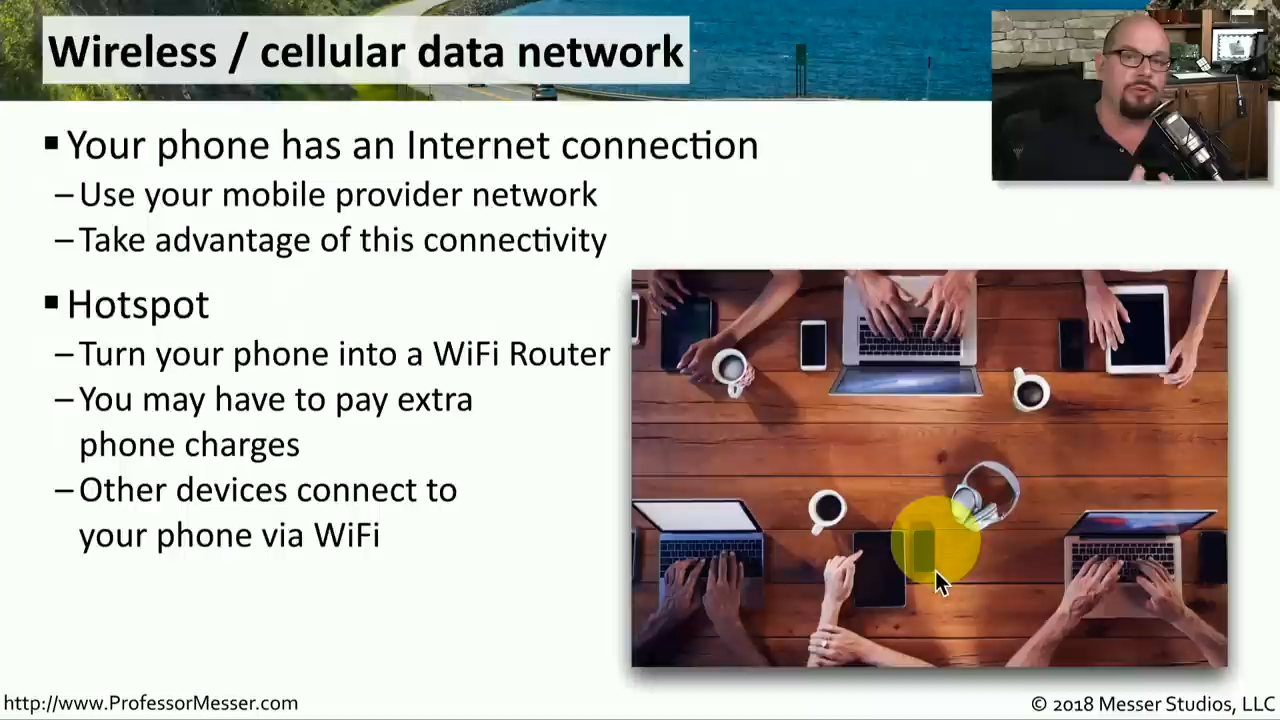 Wireless / cellular data network
▪ Your phone has an Internet connection
– Use your mobile provider network
– Take advantage of this connectivity
▪ Hotspot
– Turn your phone into a WiFi Router
– You may have to pay extra
phone charges
– Other devices connect to
your phone via WiFi
http://www.ProfessorMesser.com
© 2018 Messer Studios, LLC